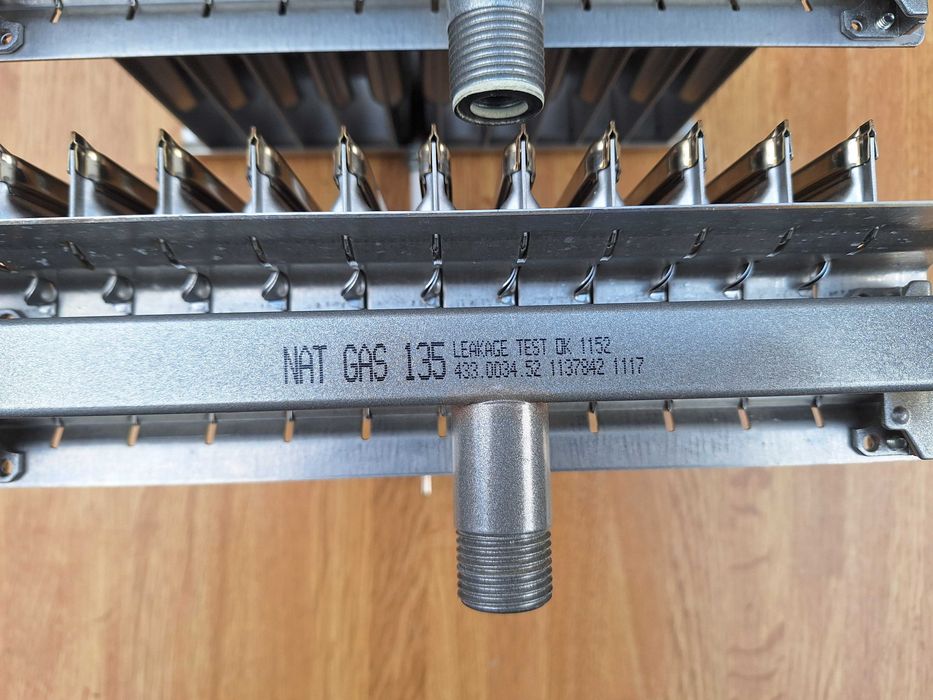 NAT GAS 135
LEAKAGE TEST OK 1152
433.0034.52 1137842 1117